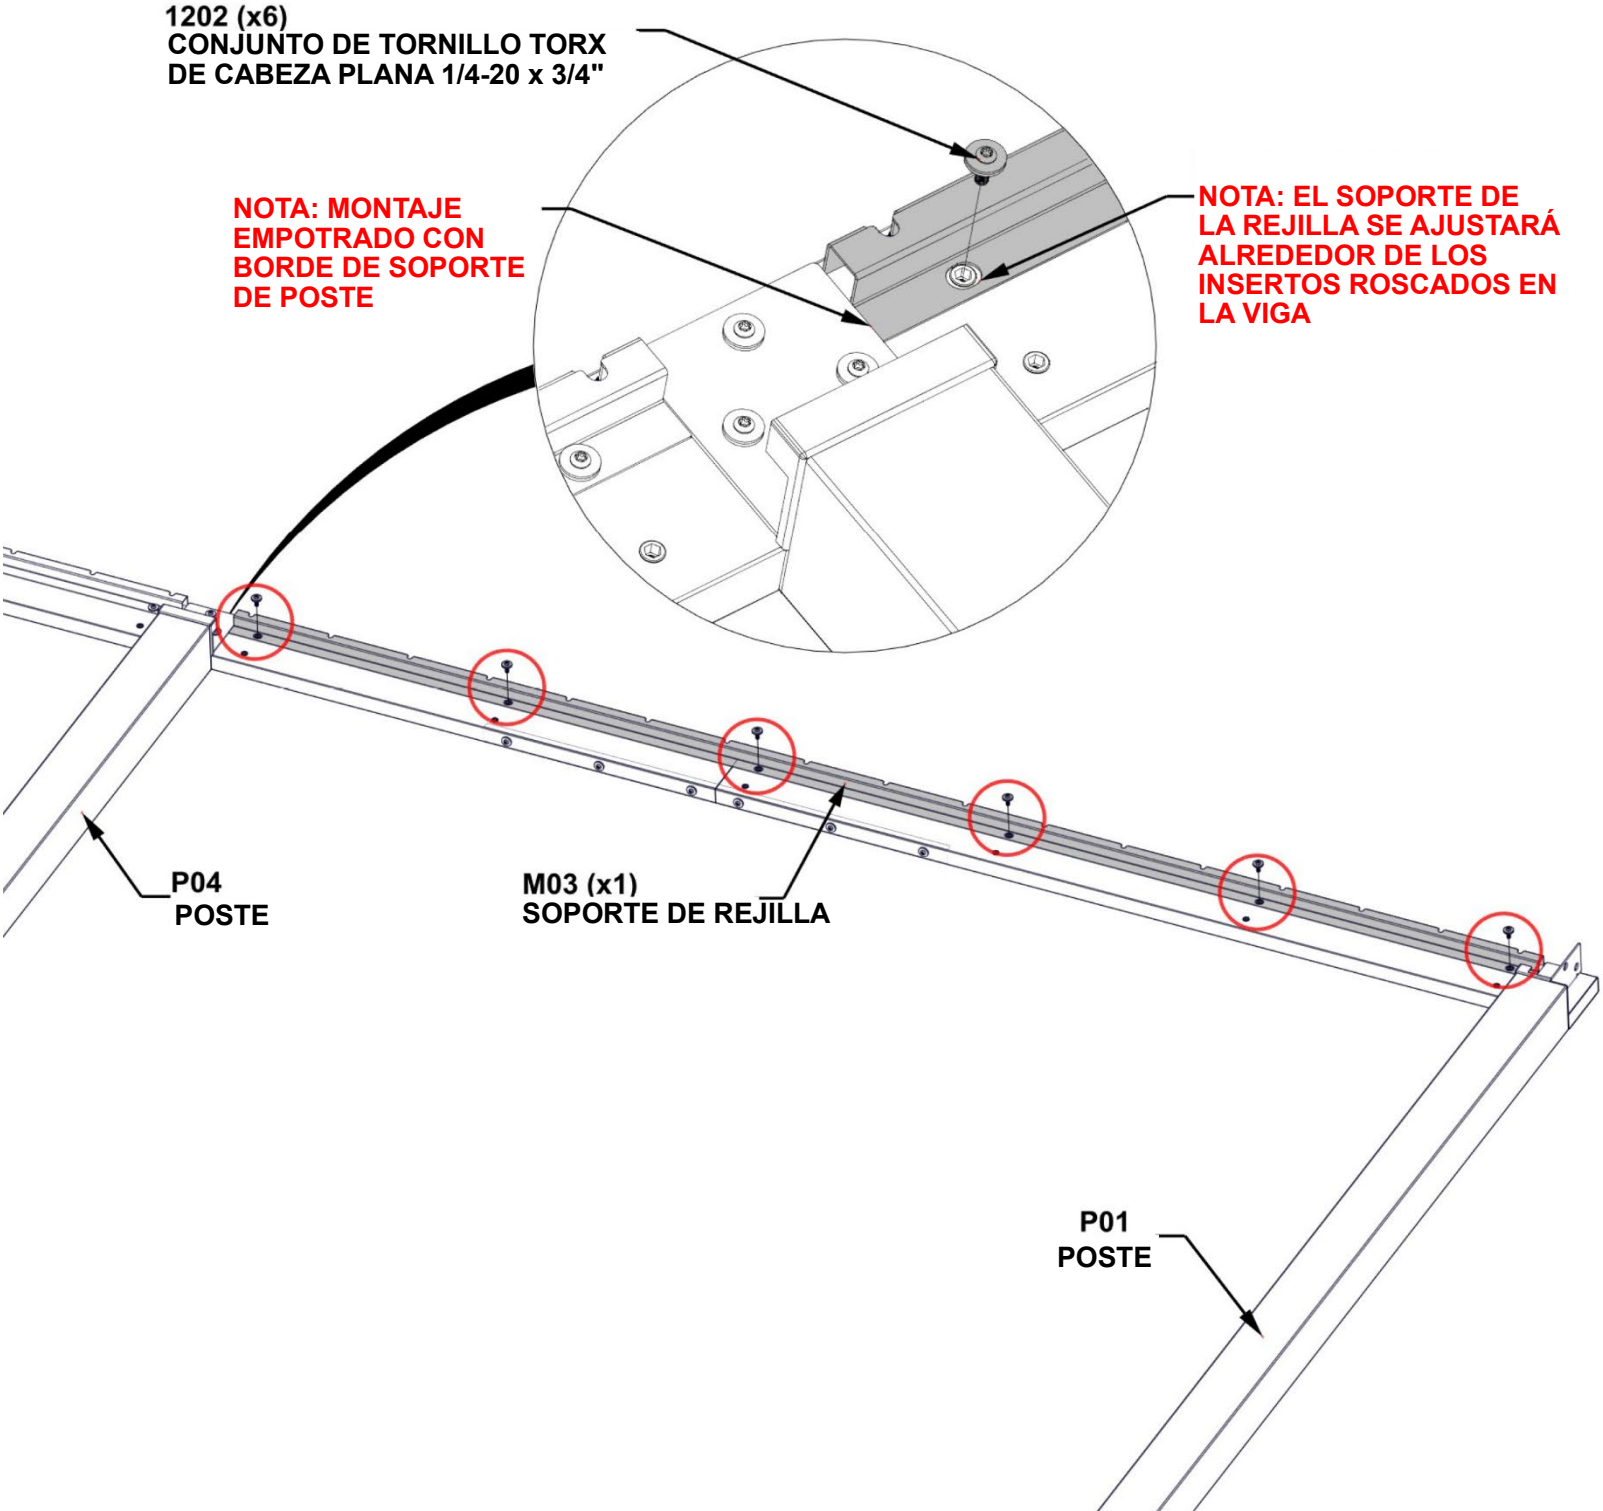 1202 (x6)
CONJUNTO DE TORNILLO TORX
DE CABEZA PLANA 1/4-20 x 3/4"
NOTA: MONTAJE
EMPOTRADO CON
BORDE DE SOPORTE
DE POSTE
NOTA: EL SOPORTE DE
LA REJILLA SE AJUSTARÁ
ALREDEDOR DE LOS
INSERTOS ROSCADOS EN
LA VIGA
P04
POSTE
M03 (x1)
SOPORTE DE REJILLA
P01
POSTE